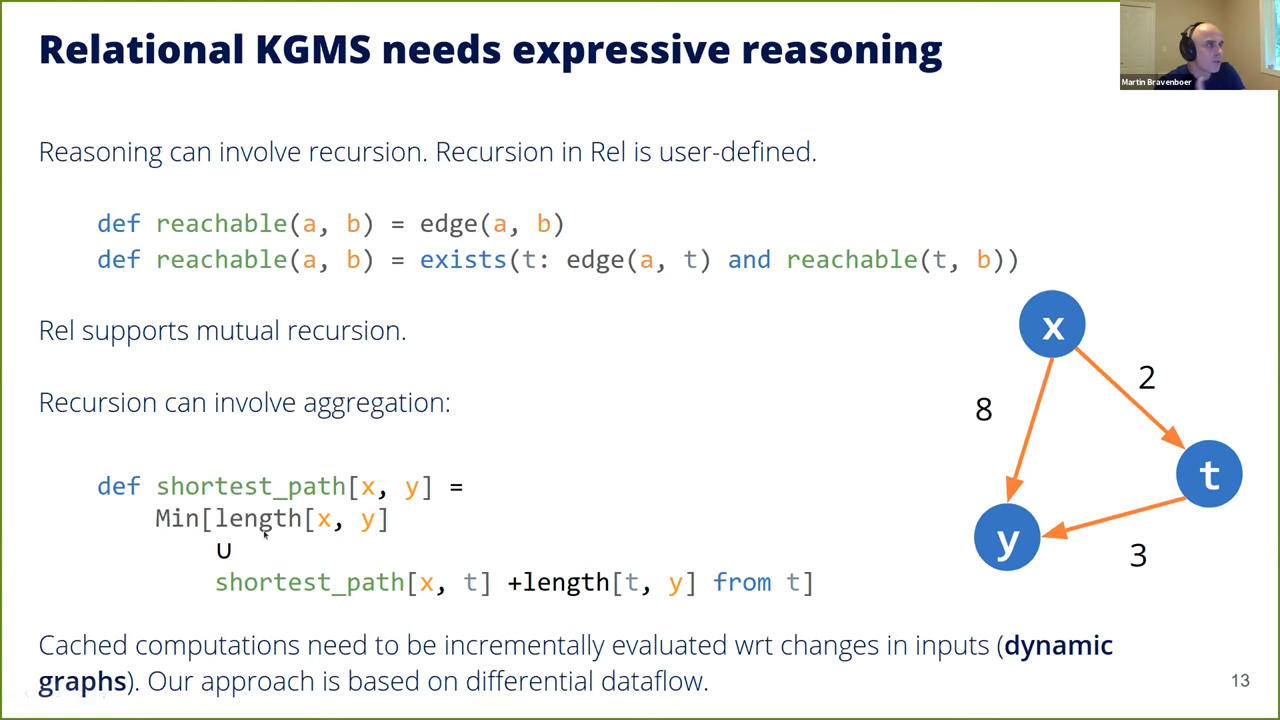 Relational KGMS needs expressive reasoning
Martin Bravenboer
Reasoning can involve recursion. Recursion in Rel is user-defined.
def reachable(a, b) = edge(a, b)
def reachable(a, b) = exists(t: edge(a, t) and reachable(t, b))
Rel supports mutual recursion.
Recursion can involve aggregation:
def shortest_path[x, y] =
Min[length[x, y]
∪
shortest_path[x, t] +length[t, y] from t]
x
2
8
t
y
3
Cached computations need to be incrementally evaluated wrt changes in inputs (dynamic
graphs). Our approach is based on differential dataflow.
13